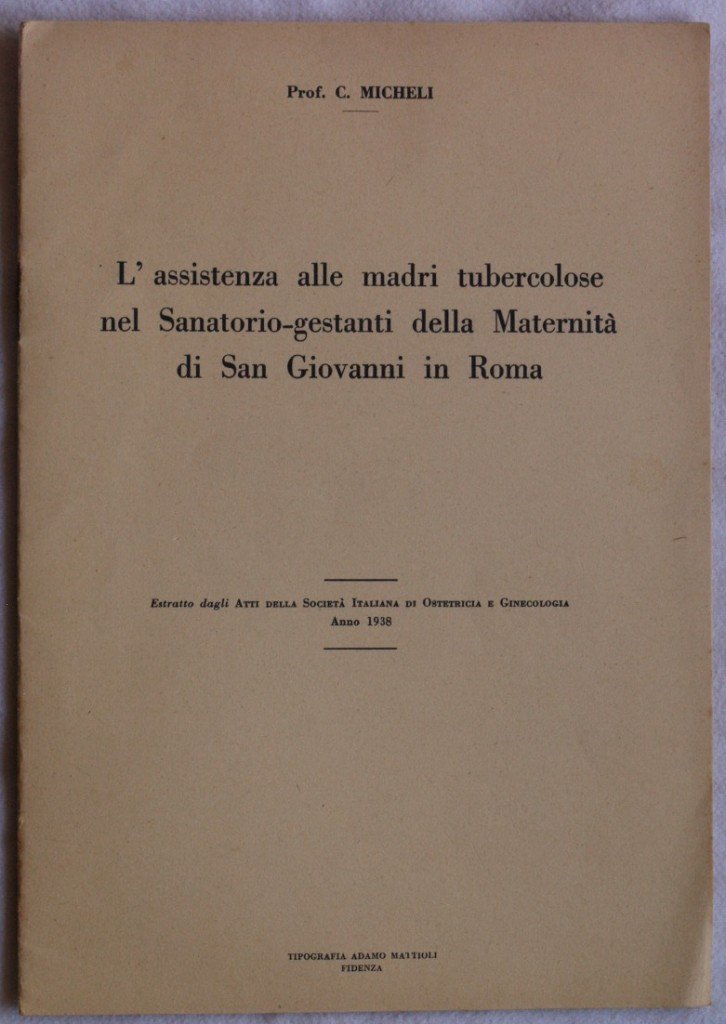 Prof. C. MICHELI
L' assistenza alle madri tubercolose
nel Sanatorio-gestanti della Maternità
di San Giovanni in Roma
Estratto dagli ATTI DELLA SOCIETÀ ITALIANA DI OSTETRICIA E GINECOLOGIA
Anno 1938
TIPOGRAFIA ADAMO MATTIOLI
FIDENZA